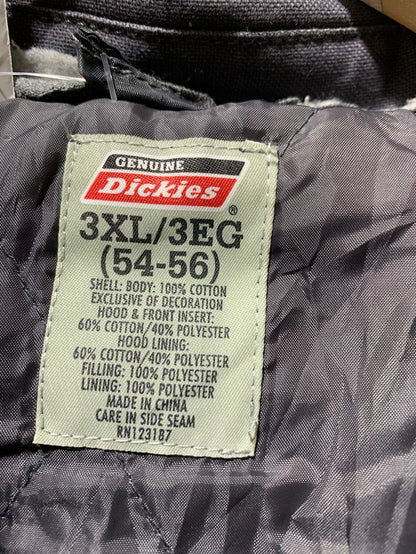 GENUINE
Dickies
®
3XL/3EG
(54-56)
SHELL: BODY: 100% COTTON
EXCLUSIVE OF DECORATION
HOOD & FRONT INSERT:
60% COTTON/40% POLYESTER
HOOD LINING:
60% COTTON/40% POLYESTER
FILLING: 100% POLYESTER
LINING: 100% POLYESTER
MADE IN CHINA
CARE IN SIDE SEAM
RN123187